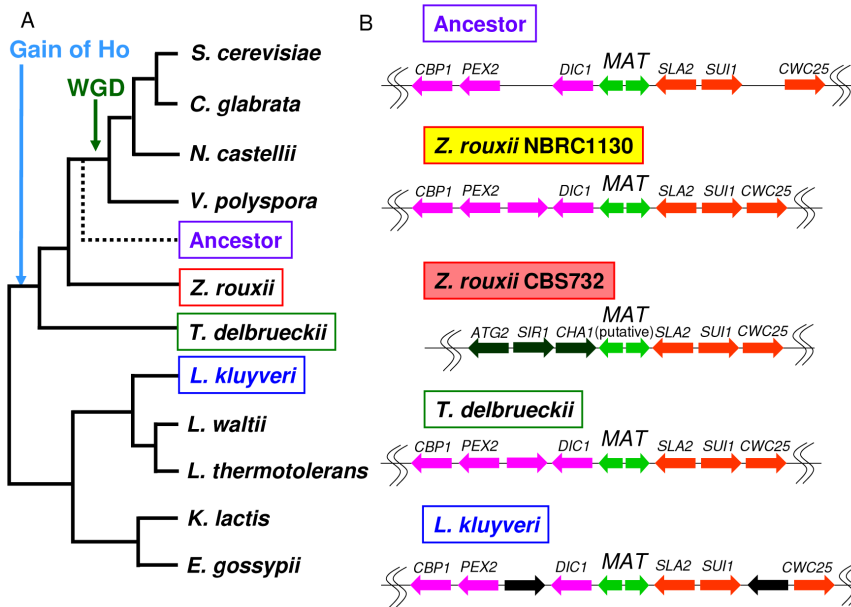 A
Gain of Ho
WGD
S. cerevisiae
C. glabrata
N. castellii
V. polyspora
Ancestor
Z. rouxii
T. delbrueckii
L. kluyveri
L. waltii
L. thermotolerans
K. lactis
E. gossypii
B
Ancestor
CBP1 PEX2 DIC1 MAT SLA2 SUI1 CWC25
Z. rouxii NBRC1130
CBP1 PEX2 DIC1 MAT SLA2 SUI1 CWC25
Z. rouxii CBS732
MAT
ATG2 SIR1 CHA1 (putative) SLA2 SUI1 CWC25
T. delbrueckii
CBP1 PEX2 DIC1 MAT SLA2 SUI1 CWC25
L. kluyveri
CBP1 PEX2 DIC1 MAT SLA2 SUI1 CWC25